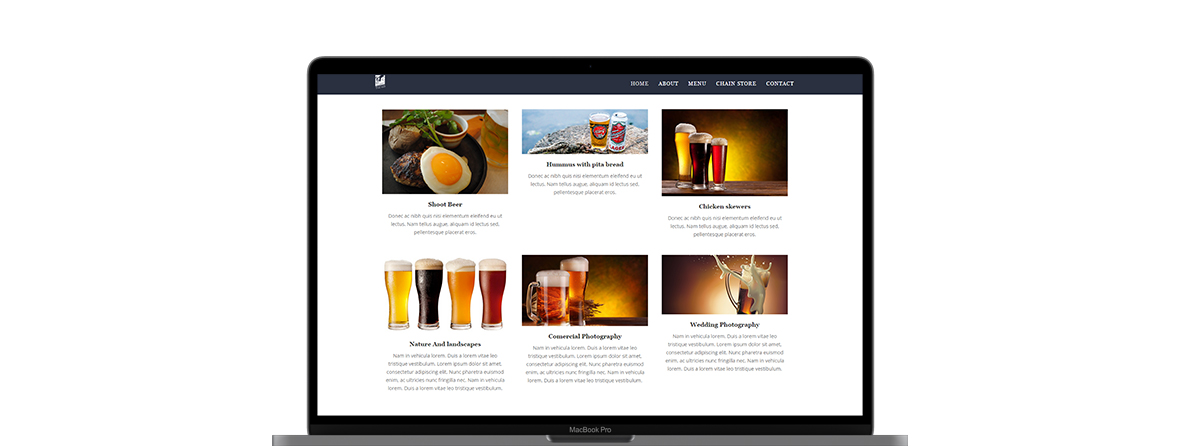 HOME ABOUT MENU CHAIN STORE CONTACT
Shoot Beer
Donec ac nibh quis nisi elementum eleifend eu ut
lectus. Nam tellus augue, aliquam id lectus sed,
pellentesque placerat eros.
Hummus with pita bread
Donec ac nibh quis nisi elementum eleifend eu ut
lectus. Nam tellus augue, aliquam id lectus sed,
pellentesque placerat eros.
Chicken skewers
Donec ac nibh quis nisi elementum eleifend eu ut
lectus. Nam tellus augue, aliquam id lectus sed,
pellentesque placerat eros.
Nature And landscapes
Nam in vehicula lorem. Duis a lorem vitae leo
tristique vestibulum. Lorem ipsum dolor sit amet,
consectetur adipiscing elit. Nunc pharetra euismod
enim, ac ultricies nunc fringilla nec. Nam in vehicula
lorem. Duis a lorem vitae leo tristique vestibulum.
Comercial Photography
Nam in vehicula lorem. Duis a lorem vitae leo
tristique vestibulum. Lorem ipsum dolor sit amet,
consectetur adipiscing elit. Nunc pharetra euismod
enim, ac ultricies nunc fringilla nec. Nam in vehicula
lorem. Duis a lorem vitae leo tristique vestibulum.
Wedding Photography
Nam in vehicula lorem. Duis a lorem vitae leo
tristique vestibulum. Lorem ipsum dolor sit amet,
consectetur adipiscing elit. Nunc pharetra euismod
enim, ac ultricies nunc fringilla nec. Nam in vehicula
lorem. Duis a lorem vitae leo tristique vestibulum.
MacBook Pro